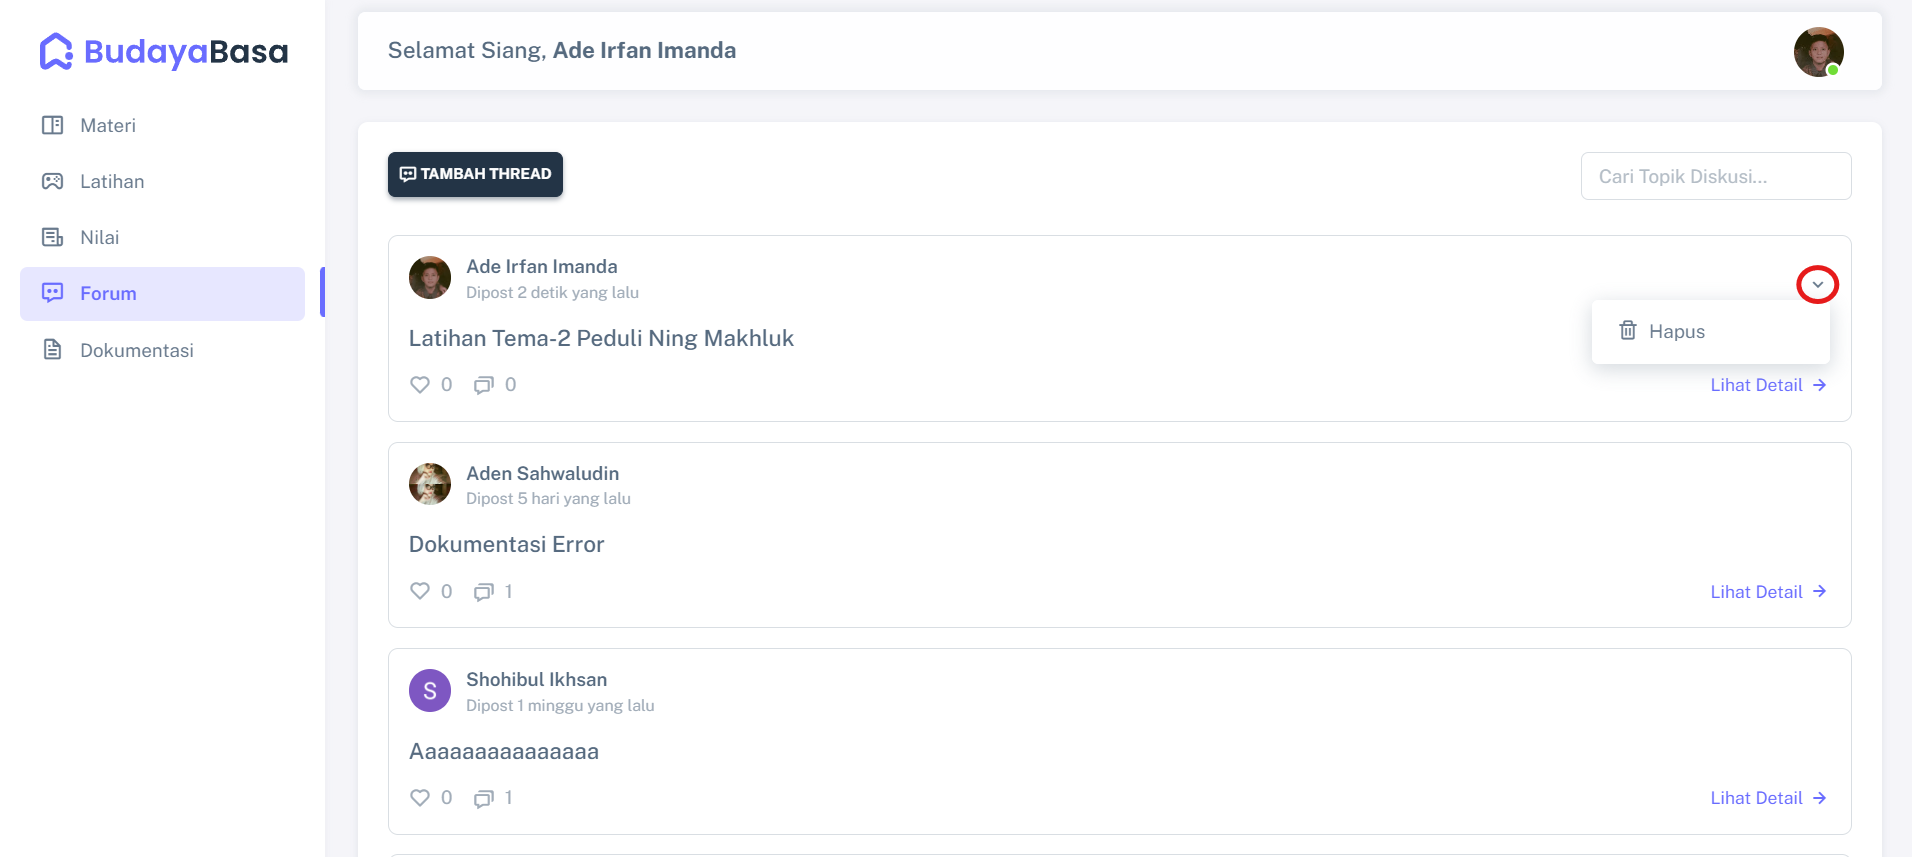 BudayaBasa
Materi
Latihan
Nilai
Forum
Dokumentasi
Selamat Siang, Ade Irfan Imanda
TAMBAH THREAD
Cari Topik Diskusi...
Ade Irfan Imanda
Dipost 2 detik yang lalu
Hapus
Latihan Tema-2 Peduli Ning Makhluk
0 0
Lihat Detail
Aden Sahwaludin
Dipost 5 hari yang lalu
Dokumentasi Error
0 1
Lihat Detail
S
Shohibul Ikhsan
Dipost 1 minggu yang lalu
Aaaaaaaaaaaaaaa
0 1
Lihat Detail